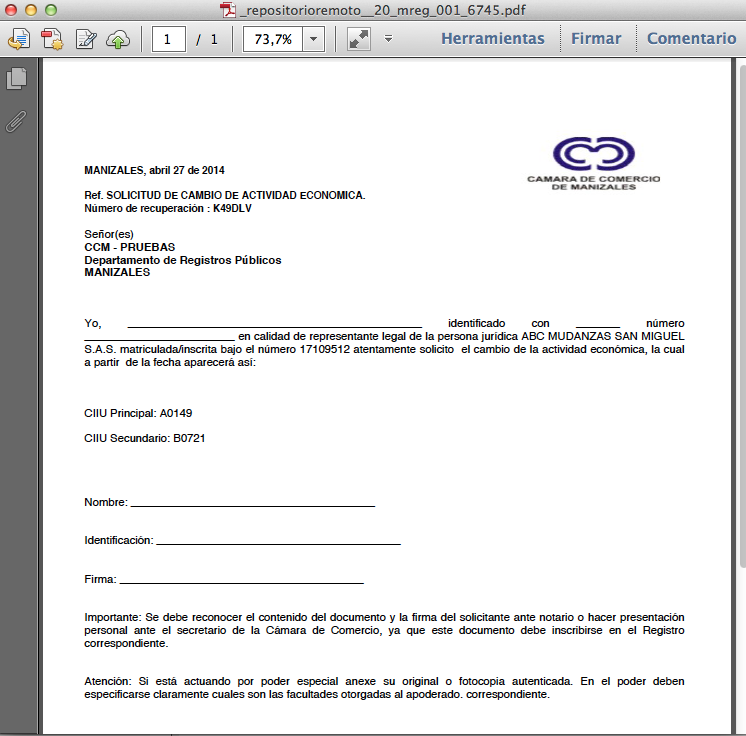 _repositorioremoto__20_mreg_001_6745.pdf
1 / 1 73,7% Herramientas Firmar Comentario
CAMARA DE COMERCIO
DE MANIZALES
MANIZALES, abril 27 de 2014
Ref. SOLICITUD DE CAMBIO DE ACTIVIDAD ECONOMICA.
Número de recuperación : K49DLV
Señor(es)
CCM - PRUEBAS
Departamento de Registros Públicos
MANIZALES
Yo, ________________ identificado con _______ número
________________ en calidad de representante legal de la persona juridica ABC MUDANZAS SAN MIGUEL
S.A.S. matriculada/inscrita bajo el número 17109512 atentamente solicito el cambio de la actividad económica, la cual
a partir de la fecha aparecerá así:
CIIU Principal: A0149
CIIU Secundario: B0721
Nombre: ________________
Identificación: ________________
Firma: ________________
Importante: Se debe reconocer el contenido del documento y la firma del solicitante ante notario o hacer presentación
personal ante el secretario de la Cámara de Comercio, ya que este documento debe inscribirse en el Registro
correspondiente.
Atención: Si está actuando por poder especial anexe su original o fotocopia autenticada. En el poder deben
especificarse claramente cuales son las facultades otorgadas al apoderado. correspondiente.